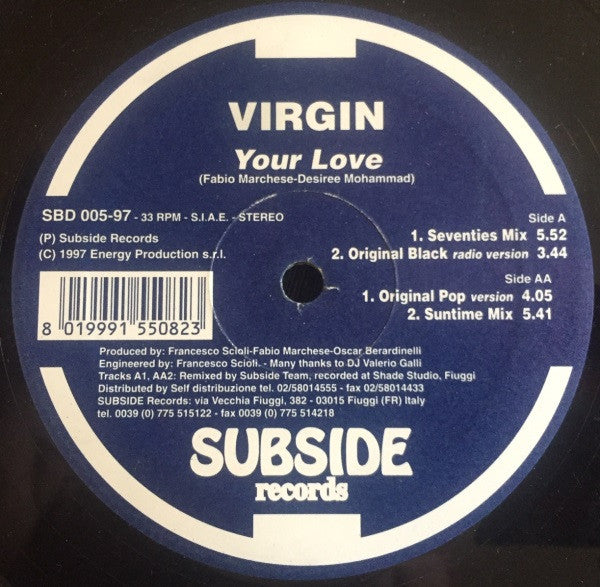 VIRGIN
Your Love
(Fabio Marchese-Desiree Mohammad)
SBD 005-97 - 33 RPM - S.I.A.E. - STEREO
(P) Subside Records
(C) 1997 Energy Production s.r.l.
8 019991 550823
Side A
1. Seventies Mix 5.52
2. Original Black radio version 3.44
Side AA
1. Original Pop version 4.05
2. Suntime Mix 5.41
Produced by: Francesco Scioli-Fabio Marchese-Oscar Berardinelli
Engineered by: Francesco Scioli. - Many thanks to DJ Valerio Galli
Tracks A1, AA2: Remixed by Subside Team, recorded at Shade Studio, Fiuggi
Distributed by Self distribuzione tel. 02/58014555 - fax 02/58014433
SUBSIDE Records: via Vecchia Fiuggi, 382 - 03015 Fiuggi (FR) Italy
tel. 0039 (0) 775 515122 - fax 0039 (0) 775 514218
SUBSIDE
records